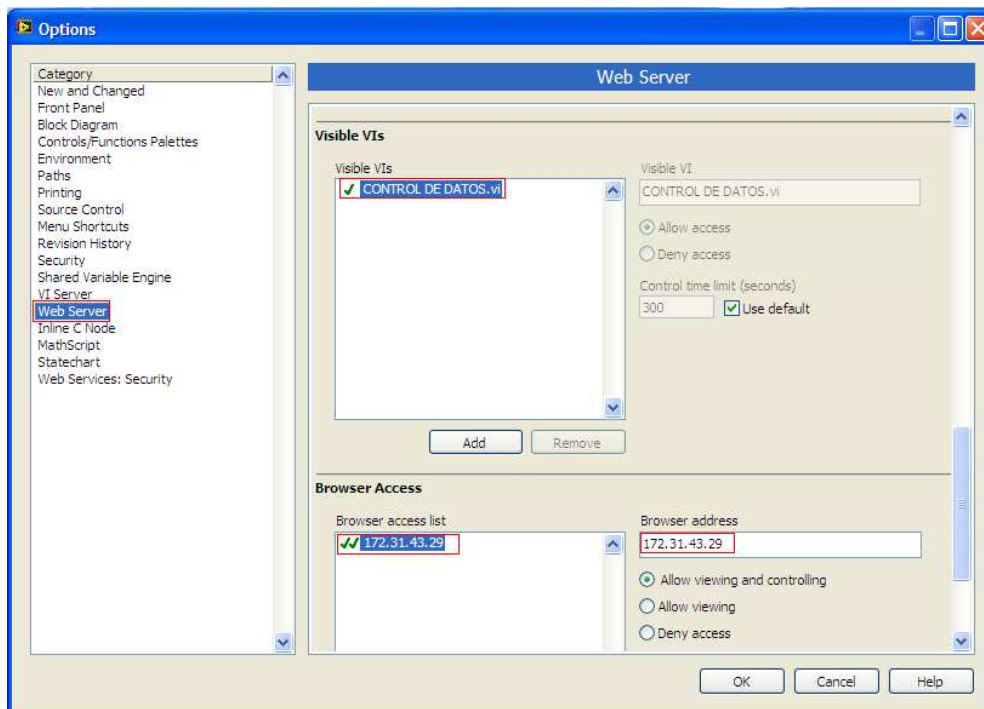 Options
Category
New and Changed
Front Panel
Block Diagram
Controls/Functions Palettes
Environment
Paths
Printing
Source Control
Menu Shortcuts
Revision History
Security
Shared Variable Engine
VI Server
Web Server
Inline C Node
MathScript
Statechart
Web Services: Security
Web Server
Visible VIs
Visible VIs
CONTROL DE DATOS.vi
Add
Remove
Visible VI
CONTROL DE DATOS.vi
Allow access
Deny access
Control time limit (seconds)
300
Use default
Browser Access
Browser access list
172.31.43.29
Browser address
172.31.43.29
Allow viewing and controlling
Allow viewing
Deny access
OK
Cancel
Help